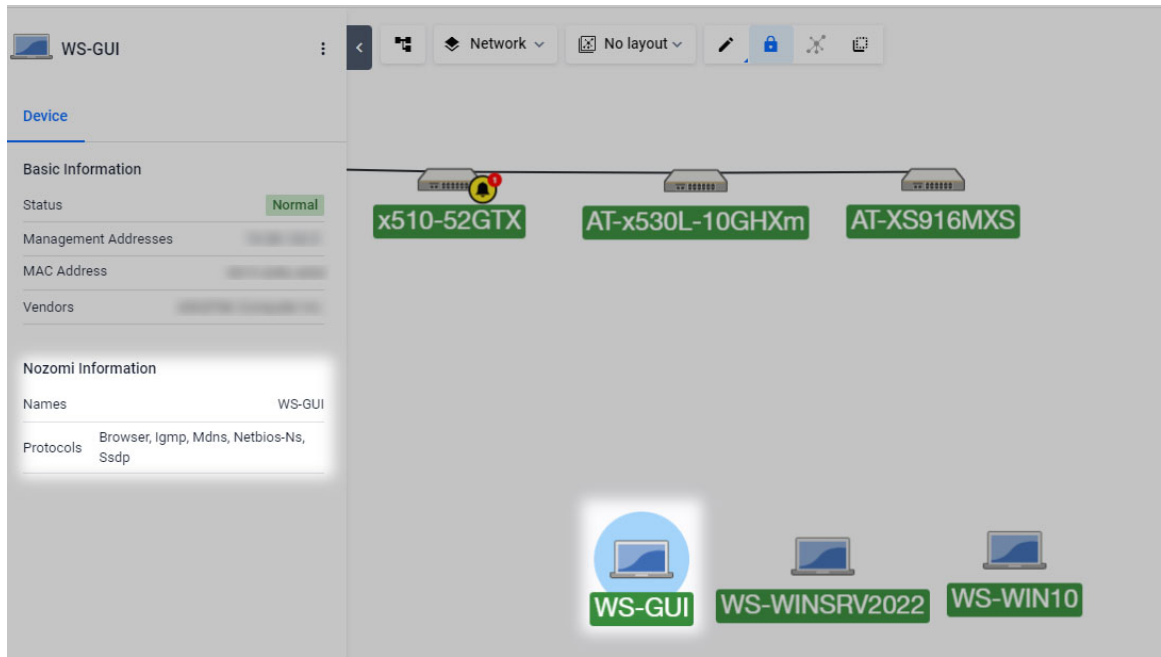 WS-GUI
Network
No layout
Device
Basic Information
Status Normal
Management Addresses
MAC Address
Vendors
Nozomi Information
Names WS-GUI
Protocols Browser, Igmp, Mdns, Netbios-Ns,
Ssdp
1
x510-52GTX
AT-x530L-10GHXm
AT-XS916MXS
WS-GUI
WS-WINSRV2022
WS-WIN10